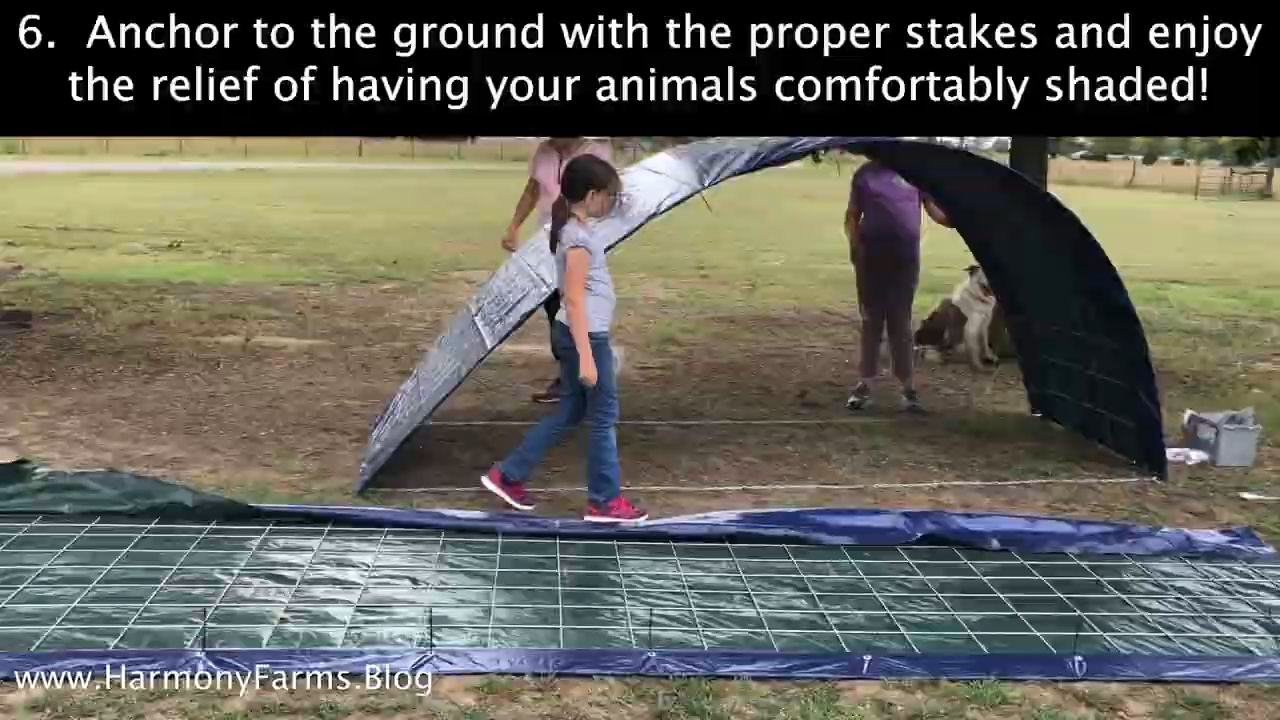 6. Anchor to the ground with the proper stakes and enjoy
the relief of having your animals comfortably shaded!
www.HarmonyFarms.Blog